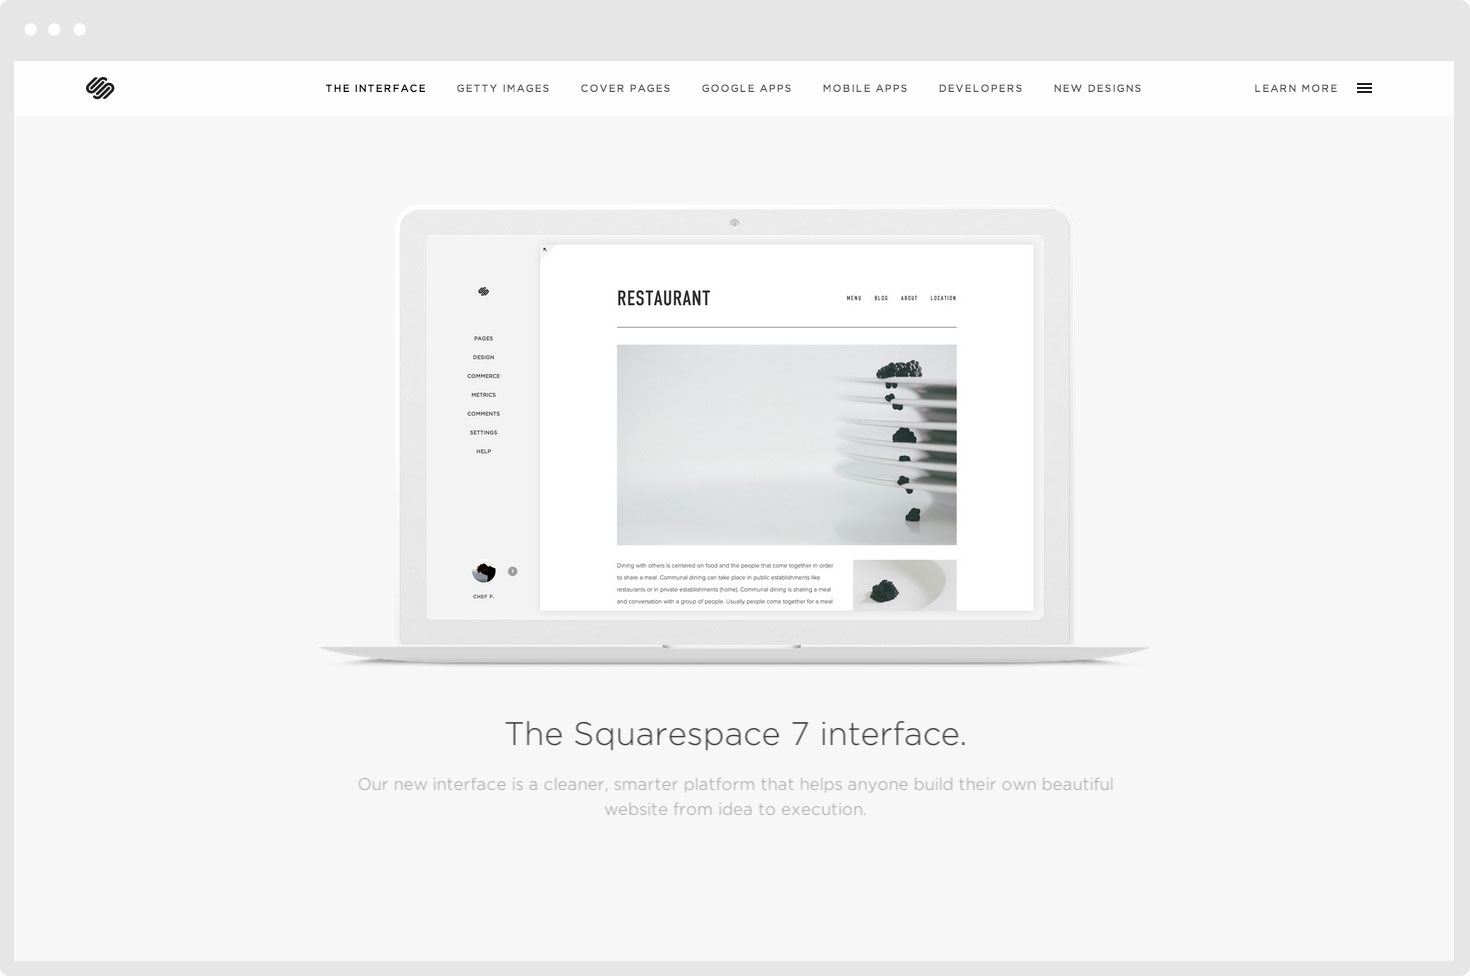 THE INTERFACE GETTY IMAGES COVER PAGES GOOGLE APPS MOBILE APPS DEVELOPERS NEW DESIGNS LEARN MORE
RESTAURANT
MENU BLOG ABOUT LOCATION
PAGES
DESIGN
COMMERCE
METRICS
COMMENTS
SETTINGS
HELP
1
CHEF P.
Dining with others is centered on food and the people that come together in order
to share a meal. Communal dining can take place in public establishments like
restaurants or in private establishments (home). Communal dining is sharing a meal
and conversation with a group of people. Usually people come together for a meal
The Squarespace 7 interface.
Our new interface is a cleaner, smarter platform that helps anyone build their own beautiful
website from idea to execution.